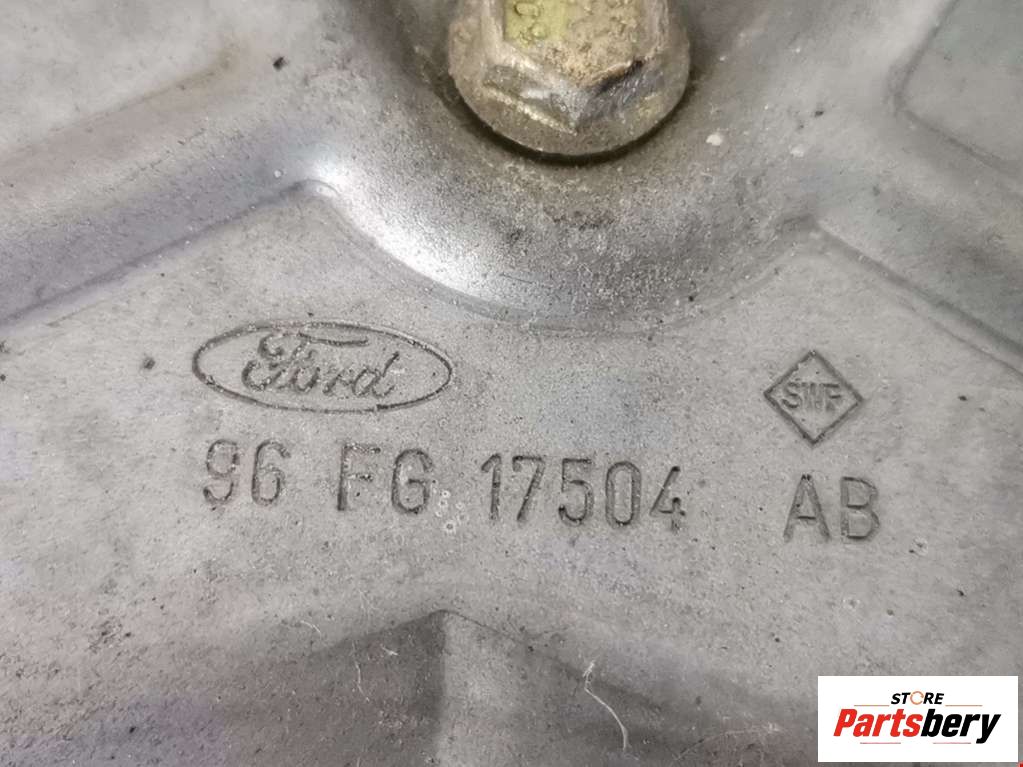 Ford
SWF
96 FG 17504 AB
STORE
Partsbery